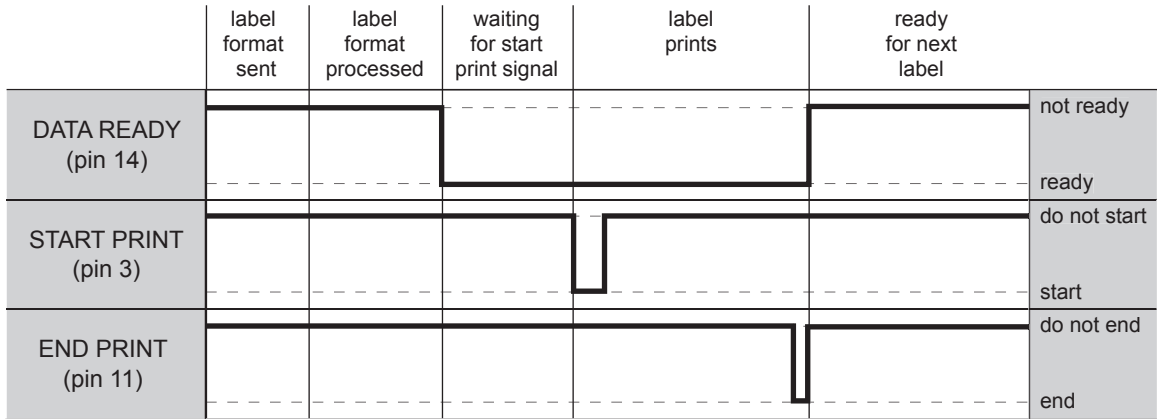 label
format
sent
label
format
processed
waiting
for start
print signal
label
prints
ready
for next
label
DATA READY
(pin 14)
not ready
ready
START PRINT
(pin 3)
do not start
start
END PRINT
(pin 11)
do not end
end